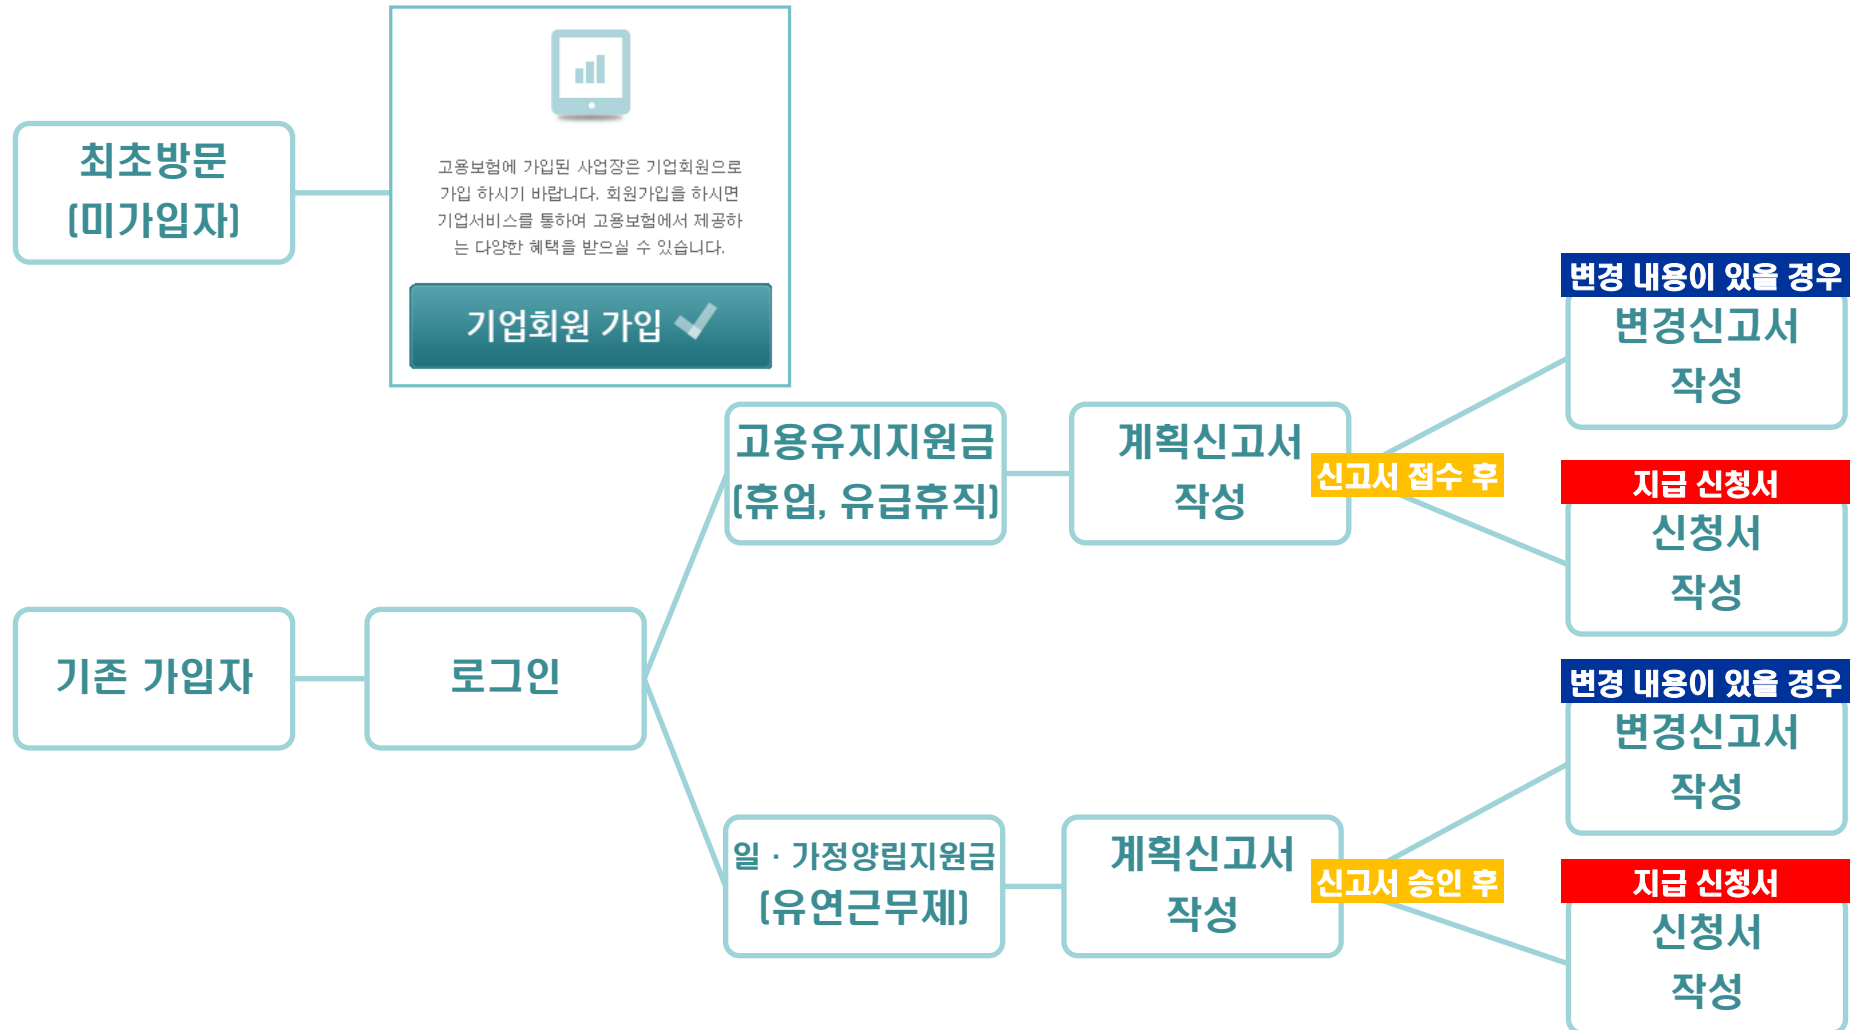 최초방문
(미가입자)
고용보험에 가입된 사업장은 기업회원으로
가입 하시기 바랍니다. 회원가입을 하시면
기업서비스를 통하여 고용보험에서 제공하
는 다양한 혜택을 받으실 수 있습니다.
기업회원 가입
기존 가입자
로그인
고용유지지원금
(휴업, 유급휴직)
계획신고서
작성
신고서 접수 후
변경 내용이 있을 경우
변경신고서
작성
지급 신청서
신청서
작성
일 · 가정양립지원금
(유연근무제)
계획신고서
작성
신고서 승인 후
변경 내용이 있을 경우
변경신고서
작성
지급 신청서
신청서
작성